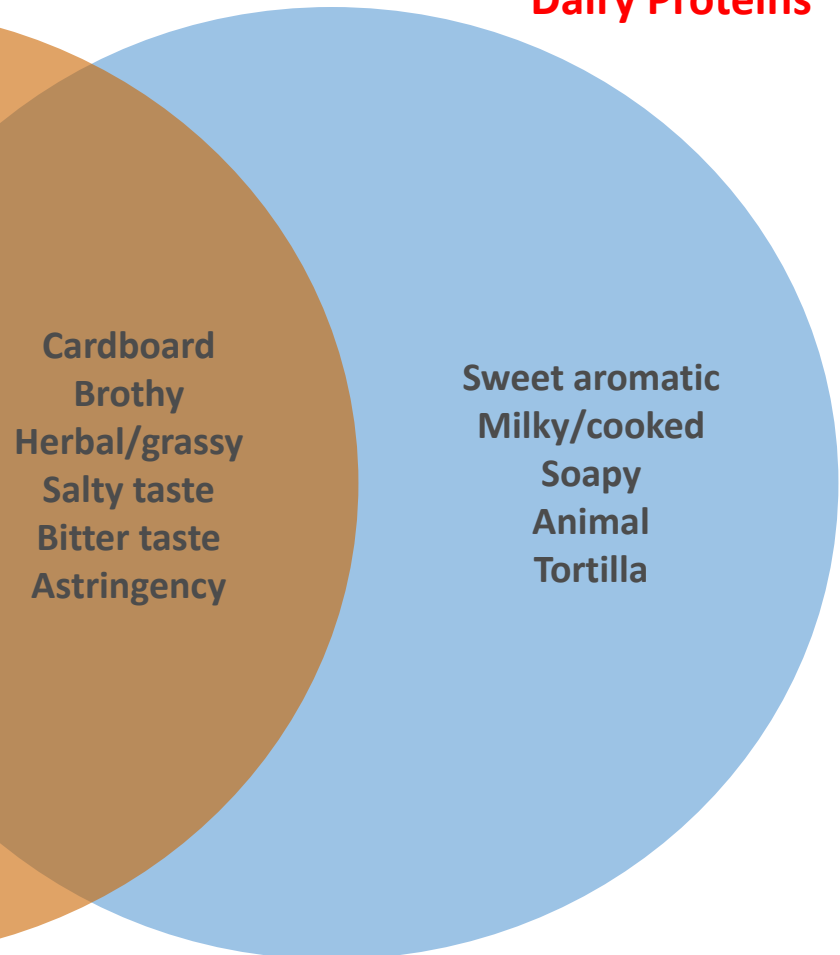 Dairy Proteins
Cardboard
Brothy
Herbal/grassy
Salty taste
Bitter taste
Astringency
Sweet aromatic
Milky/cooked
Soapy
Animal
Tortilla